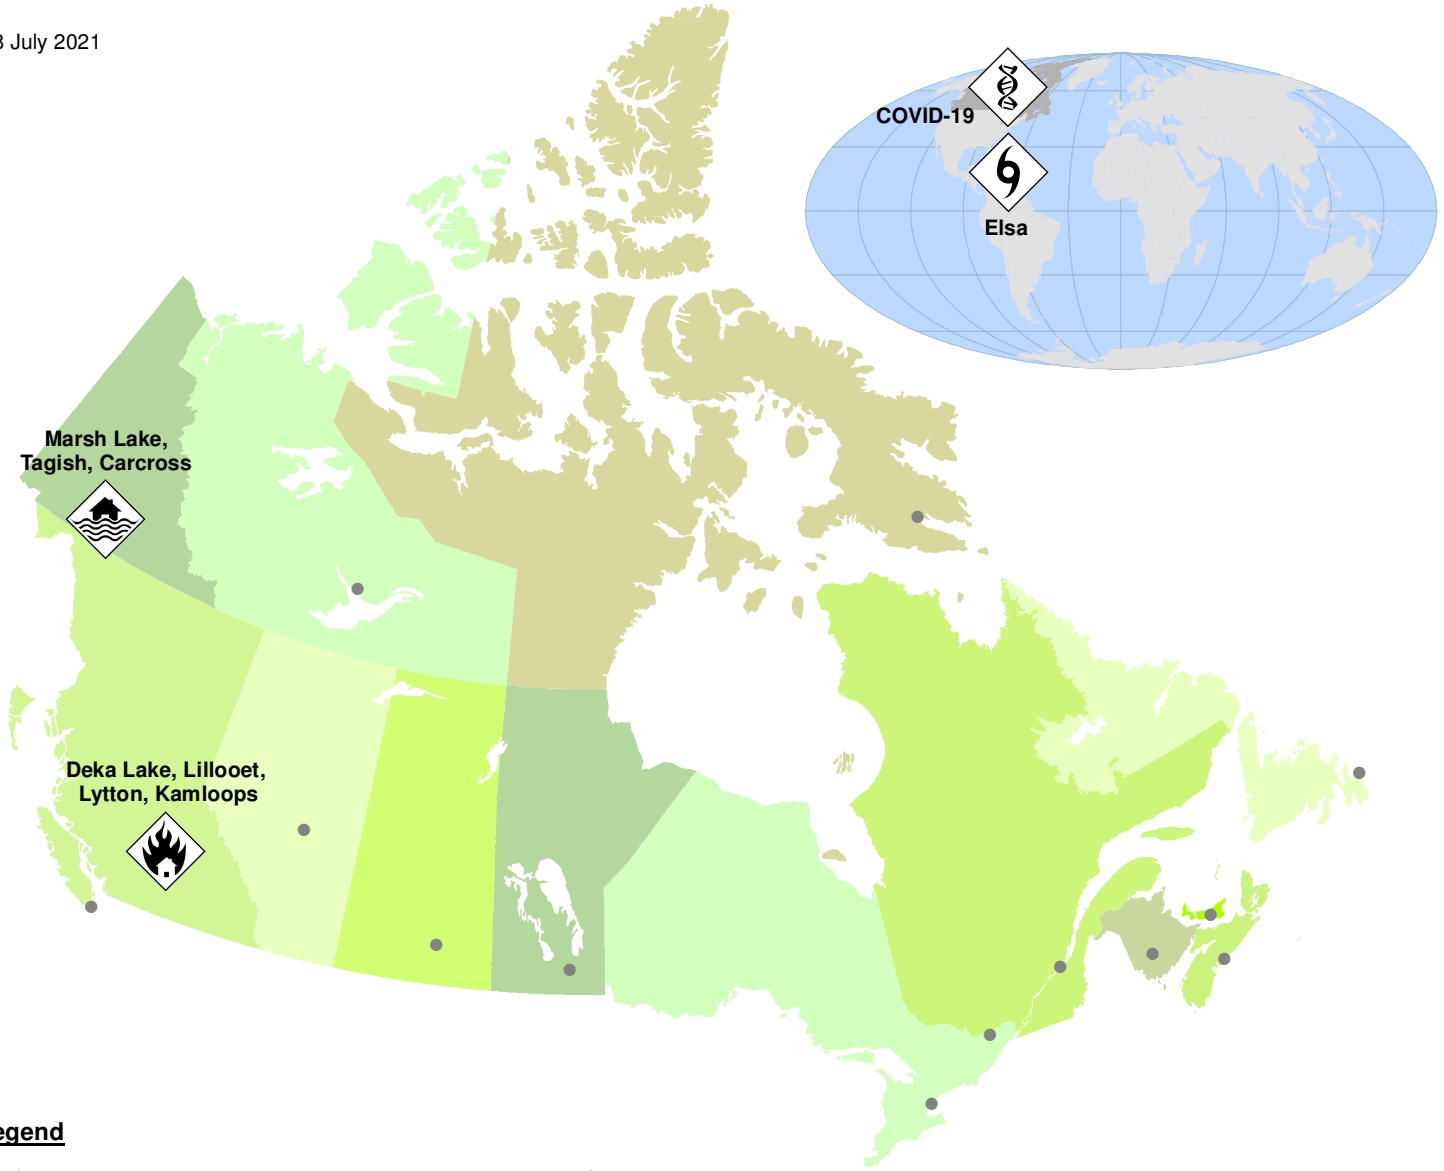 July 2021
COVID-19
Elsa
Marsh Lake,
Tagish, Carcross
Deka Lake, Lillooet,
Lytton, Kamloops
egend